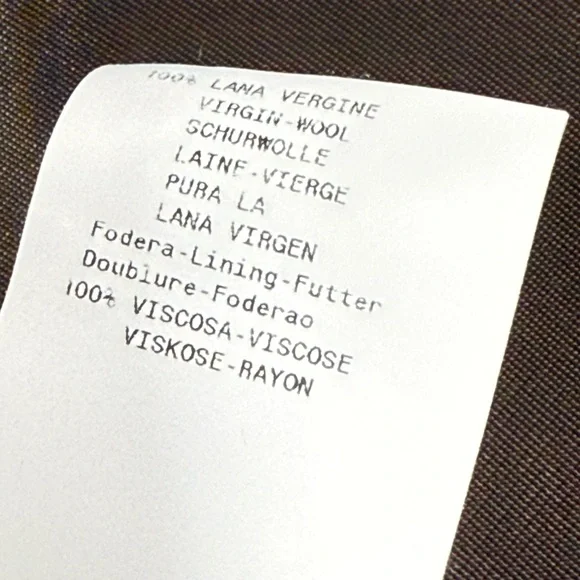 100% LANA VERGINE
VIRGIN-WOOL
SCHURWOLLE
LAINE-VIERGE
PURA LA
LANA VIRGEN
Fodera-Lining-Futter
Doublure-Foderao
100% VISCOSA-VISCOSE
VISKOSE-RAYON